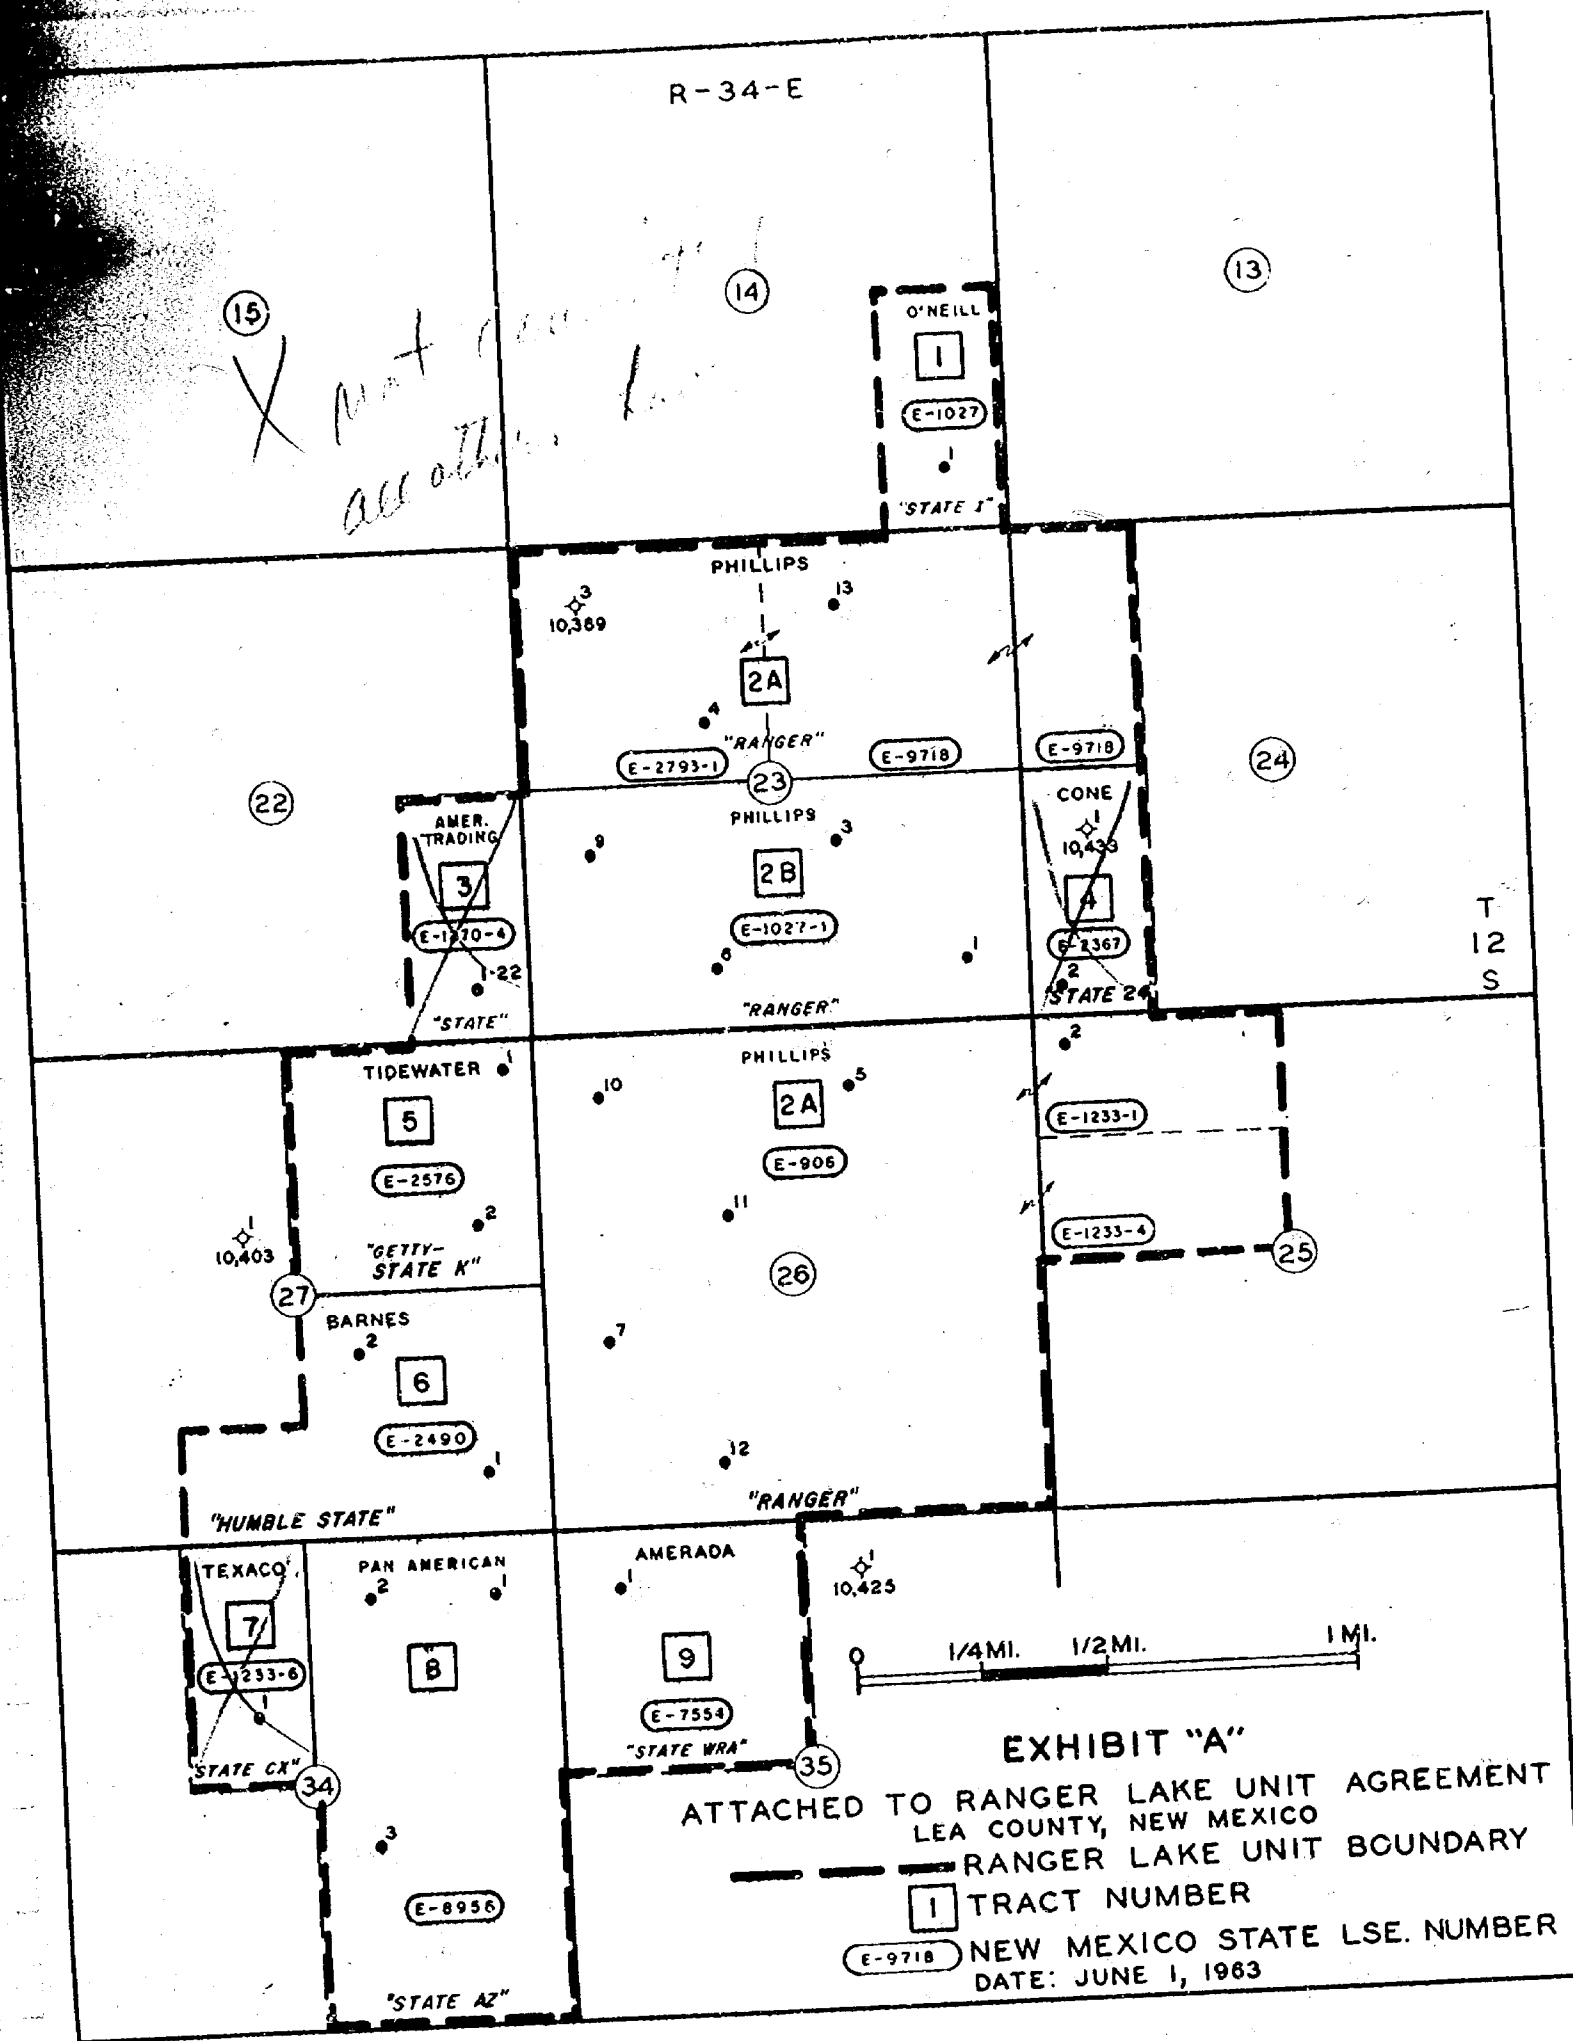 R-34-E
15
14
13
X not
all others
O'NEILL
1
E-1027
1
"STATE I"
PHILLIPS
3
10,389
13
2A
4
"RANGER"
E-2793-1
E-9718
E-9718
22
23
24
AMER.
TRADING
3
E-1270-4
1-22
"STATE"
PHILLIPS
9
3
2B
E-1027-1
6
1
"RANGER"
CONE
1
10,433
4
E-2367
2
"STATE 24"
T
12
S
TIDEWATER
1
5
E-2576
2
"GETTY-
STATE K"
1
10,403
27
PHILLIPS
10
5
2A
E-906
11
26
7
12
"RANGER"
2
E-1233-1
E-1233-4
25
BARNES
2
6
E-2490
1
"HUMBLE STATE"
TEXACO
7
E-1233-6
1
"STATE CX"
34
PAN AMERICAN
2
1
8
3
E-8956
"STATE AZ"
AMERADA
1
9
E-7554
"STATE WRA"
35
1
10,425
0 1/4 MI. 1/2 MI. 1 MI.
EXHIBIT "A"
ATTACHED TO RANGER LAKE UNIT AGREEMENT
LEA COUNTY, NEW MEXICO
RANGER LAKE UNIT BOUNDARY
1 TRACT NUMBER
E-9718 NEW MEXICO STATE LSE. NUMBER
DATE: JUNE 1, 1963